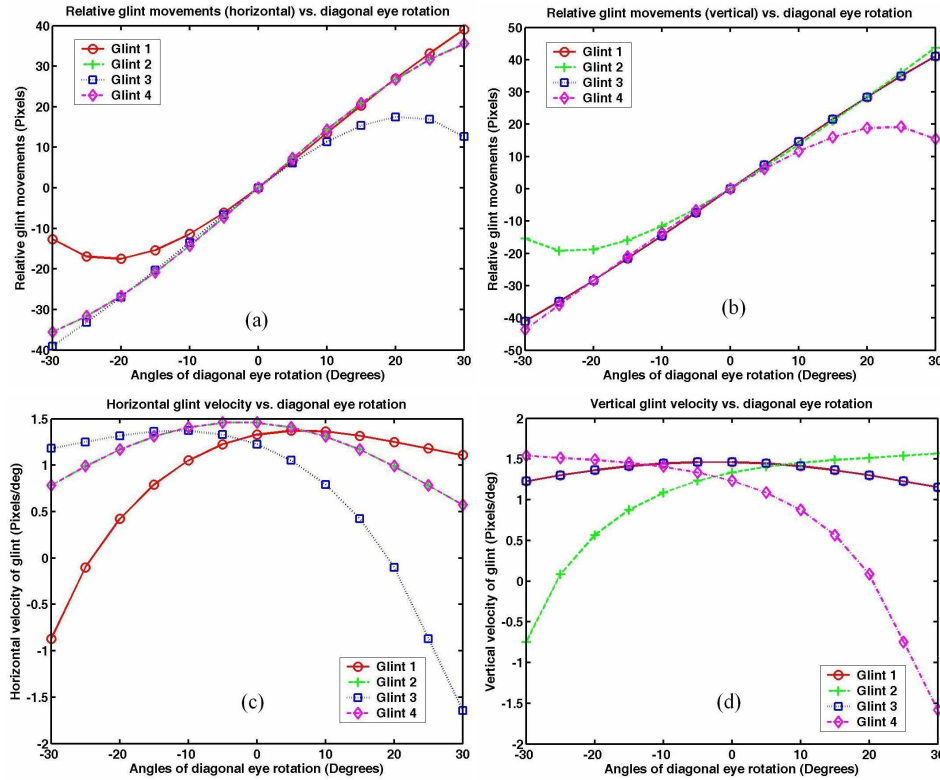 Relative glint movements (horizontal) vs. diagonal eye rotation
(a)
Relative glint movements (Pixels)
40
30
20
10
0
-10
-20
-30
-40
Glint 1
Glint 2
Glint 3
Glint 4
(a)
-30
-20
-10
0
10
20
30
Angles of diagonal eye rotation (Degrees)
Relative glint movements (vertical) vs. diagonal eye rotation
(b)
Relative glint movements (Pixels)
50
40
30
20
10
0
-10
-20
-30
-40
-50
Glint 1
Glint 2
Glint 3
Glint 4
(b)
-30
-20
-10
0
10
20
30
Angles of diagonal eye rotation (Degrees)
Horizontal glint velocity vs. diagonal eye rotation
(c)
Horizontal velocity of glint (Pixels/deg)
1.5
1
0.5
0
-0.5
-1
-1.5
-2
Glint 1
Glint 2
Glint 3
Glint 4
(c)
-30
-20
-10
0
10
20
30
Angles of diagonal eye rotation (Degrees)
Vertical glint velocity vs. diagonal eye rotation
(d)
Vertical velocity of glint (Pixels/deg)
2
1.5
1
0.5
0
-0.5
-1
-1.5
-2
Glint 1
Glint 2
Glint 3
Glint 4
(d)
-30
-20
-10
0
10
20
30
Angles of diagonal eye rotation (Degrees)